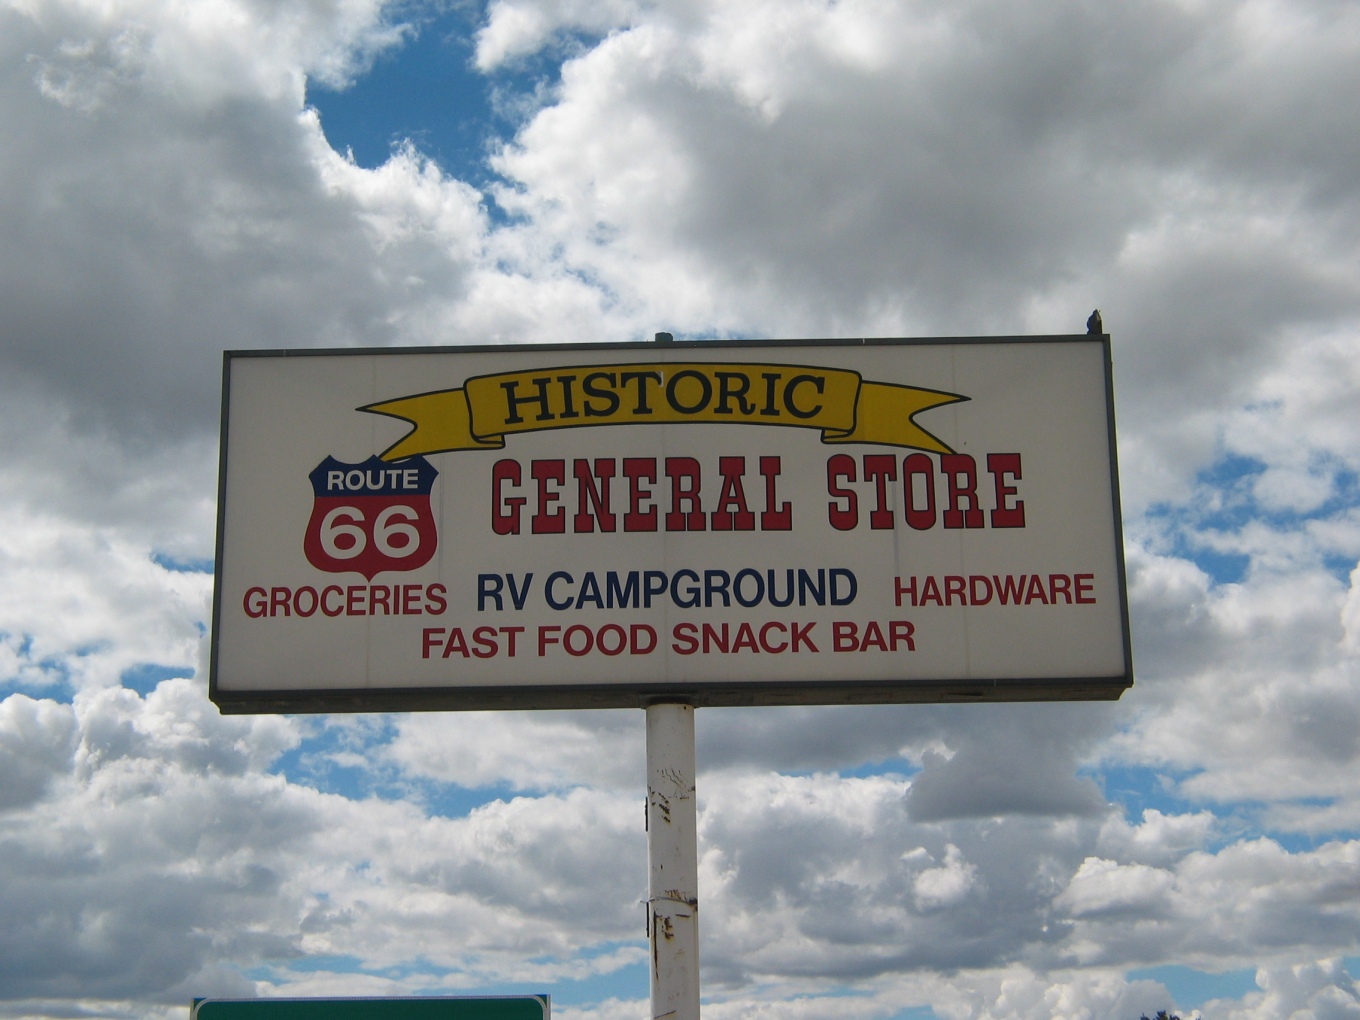 HISTORIC
ROUTE
66
GENERAL STORE
GROCERIES RV CAMPGROUND HARDWARE
FAST FOOD SNACK BAR